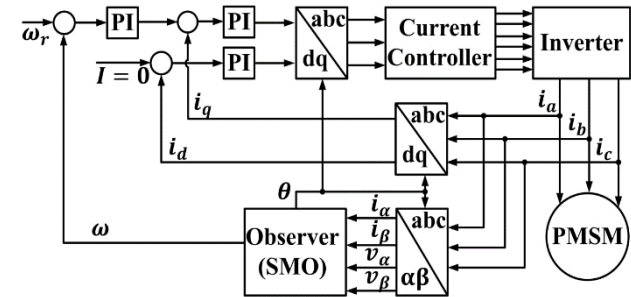 ω_r
PI
PI
abc
dq
Current
Controller
Inverter
I = 0
PI
i_a
i_b
i_c
i_q
abc
dq
i_d
θ
ω
Observer
(SMO)
i_α
i_β
v_α
v_β
abc
αβ
PMSM